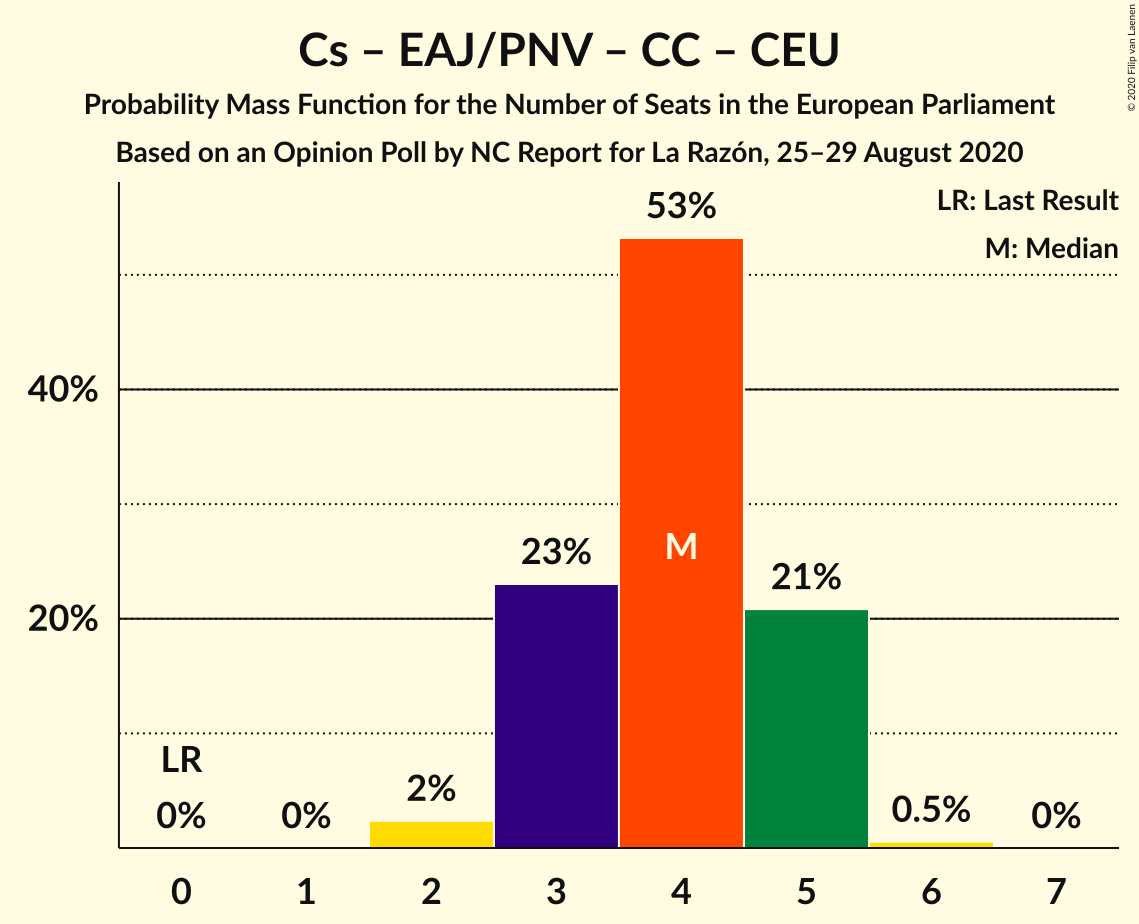 Cs – EAJ/PNV – CC – CEU
Probability Mass Function for the Number of Seats in the European Parliament
Based on an Opinion Poll by NC Report for La Razón, 25–29 August 2020
© 2020 Filip van Laenen
LR: Last Result
M: Median
53%
40%
23%
M
21%
20%
LR
0%
0%
2%
0.5%
0%
0 1 2 3 4 5 6 7